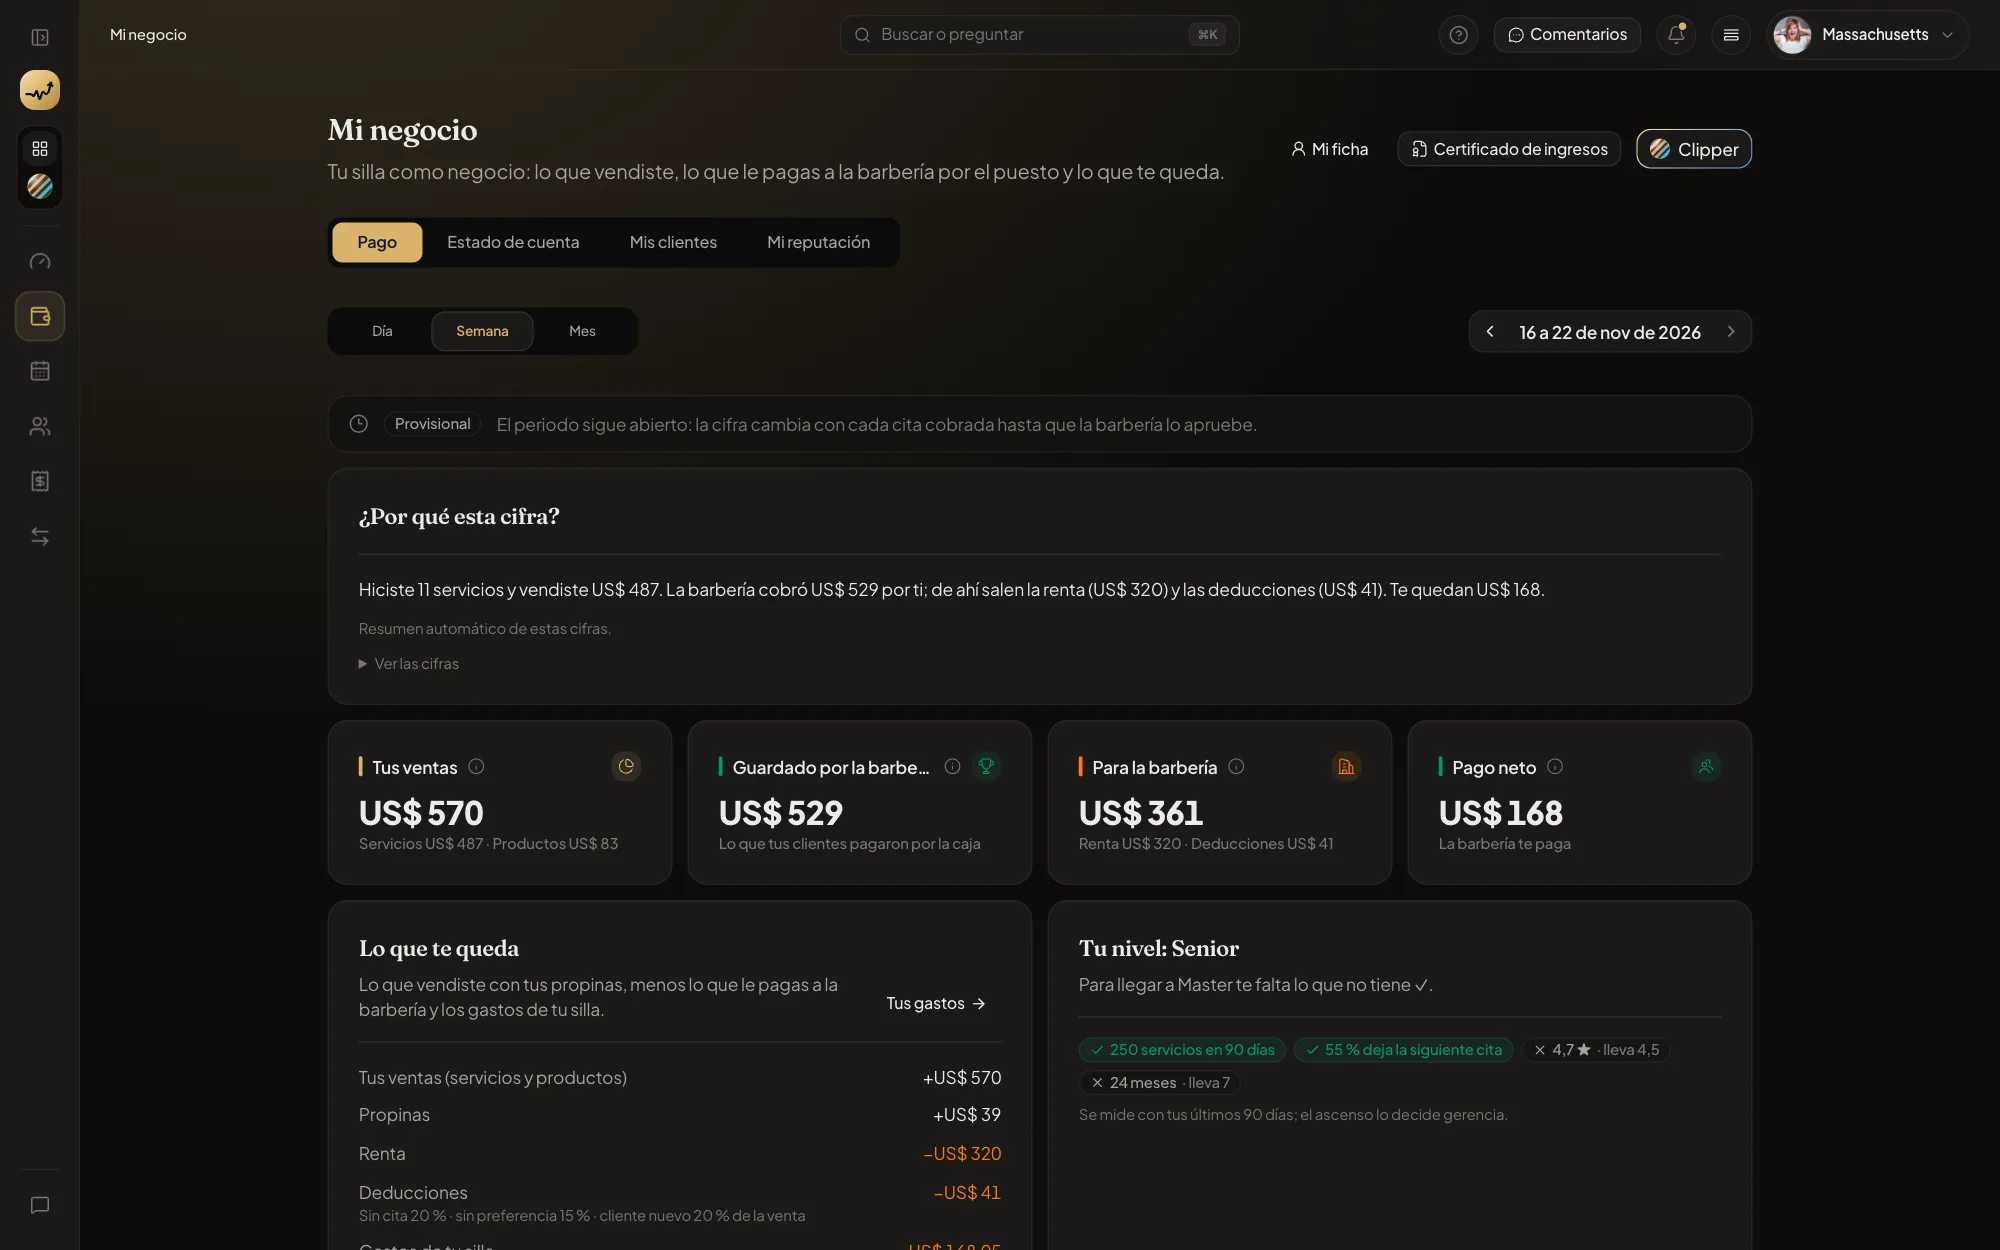 Mi negocio
Buscar o preguntar
⌘K
Comentarios
Massachusetts
Mi negocio
Tu silla como negocio: lo que vendiste, lo que le pagas a la barbería por el puesto y lo que te queda.
Mi ficha
Certificado de ingresos
Clipper
Pago
Estado de cuenta
Mis clientes
Mi reputación
Día
Semana
Mes
16 a 22 de nov de 2026
Provisional
El periodo sigue abierto: la cifra cambia con cada cita cobrada hasta que la barbería lo apruebe.
¿Por qué esta cifra?
Hiciste 11 servicios y vendiste US$ 487. La barbería cobró US$ 529 por ti; de ahí salen la renta (US$ 320) y las deducciones (US$ 41). Te quedan US$ 168.
Resumen automático de estas cifras.
Ver las cifras
Tus ventas
US$ 570
Servicios US$ 487 · Productos US$ 83
Guardado por la barbe…
US$ 529
Lo que tus clientes pagaron por la caja
Para la barbería
US$ 361
Renta US$ 320 · Deducciones US$ 41
Pago neto
US$ 168
La barbería te paga
Lo que te queda
Lo que vendiste con tus propinas, menos lo que le pagas a la
barbería y los gastos de tu silla.
Tus gastos →
Tus ventas (servicios y productos)
+US$ 570
Propinas
+US$ 39
Renta
−US$ 320
Deducciones
−US$ 41
Sin cita 20 % · sin preferencia 15 % · cliente nuevo 20 % de la venta
Tu nivel: Senior
Para llegar a Master te falta lo que no tiene ✓.
✓ 250 servicios en 90 días
✓ 55 % deja la siguiente cita
✕ 4,7★ · lleva 4,5
✕ 24 meses · lleva 7
Se mide con tus últimos 90 días; el ascenso lo decide gerencia.